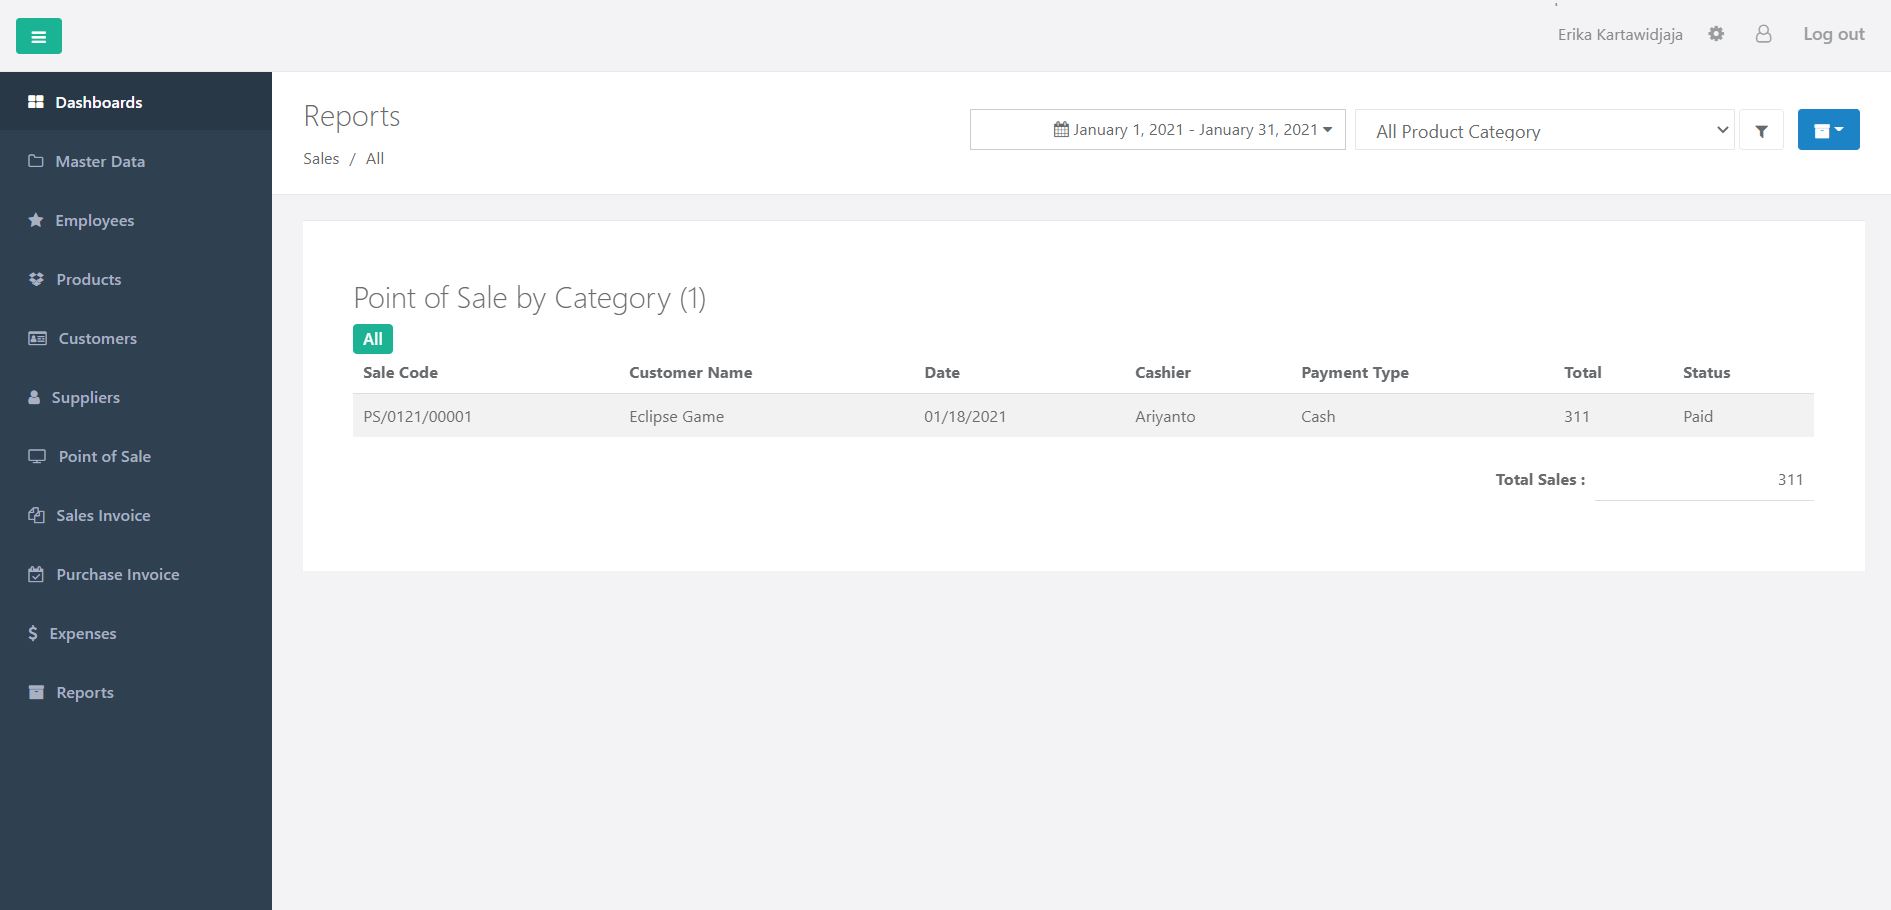 Erika Kartawidjaja Log out
Dashboards
Master Data
Employees
Products
Customers
Suppliers
Point of Sale
Sales Invoice
Purchase Invoice
Expenses
Reports
Reports
Sales / All
January 1, 2021 - January 31, 2021
All Product Category
Point of Sale by Category (1)
All
Sale Code Customer Name Date Cashier Payment Type Total Status
PS/0121/00001 Eclipse Game 01/18/2021 Ariyanto Cash 311 Paid
Total Sales : 311